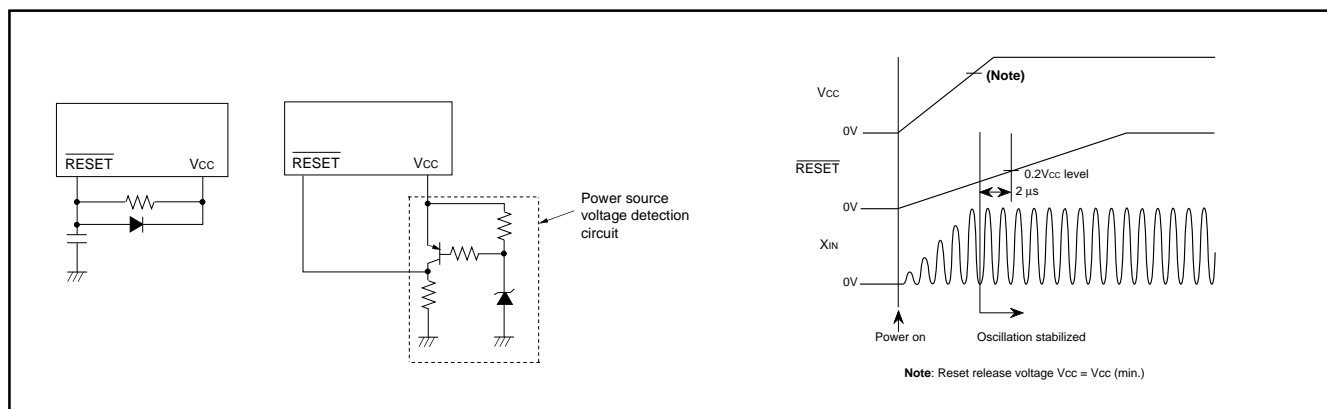 RESET VCC
RESET VCC
Power source
voltage detection
circuit
VCC
(Note)
0V
RESET
0.2VCC level
2 μs
0V
XIN
0V
Power on
Oscillation stabilized
Note: Reset release voltage VCC = VCC (min.)